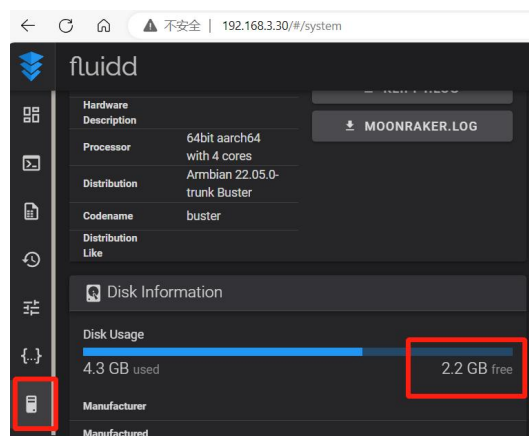 不安全 | 192.168.3.30/#/system
fluidd
Hardware
Description
Processor
64bit aarch64
with 4 cores
Distribution
Armbian 22.05.0-
trunk Buster
Codename
buster
Distribution
Like
MOONRAKER.LOG
Disk Information
Disk Usage
4.3 GB used
2.2 GB free
Manufacturer
Manufactured
{...}